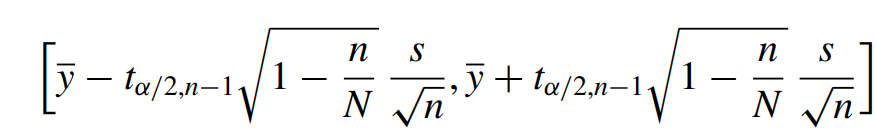 [ȳ − t_{α/2,n−1} √(1 − n/N) s/√n, ȳ + t_{α/2,n−1} √(1 − n/N) s/√n]